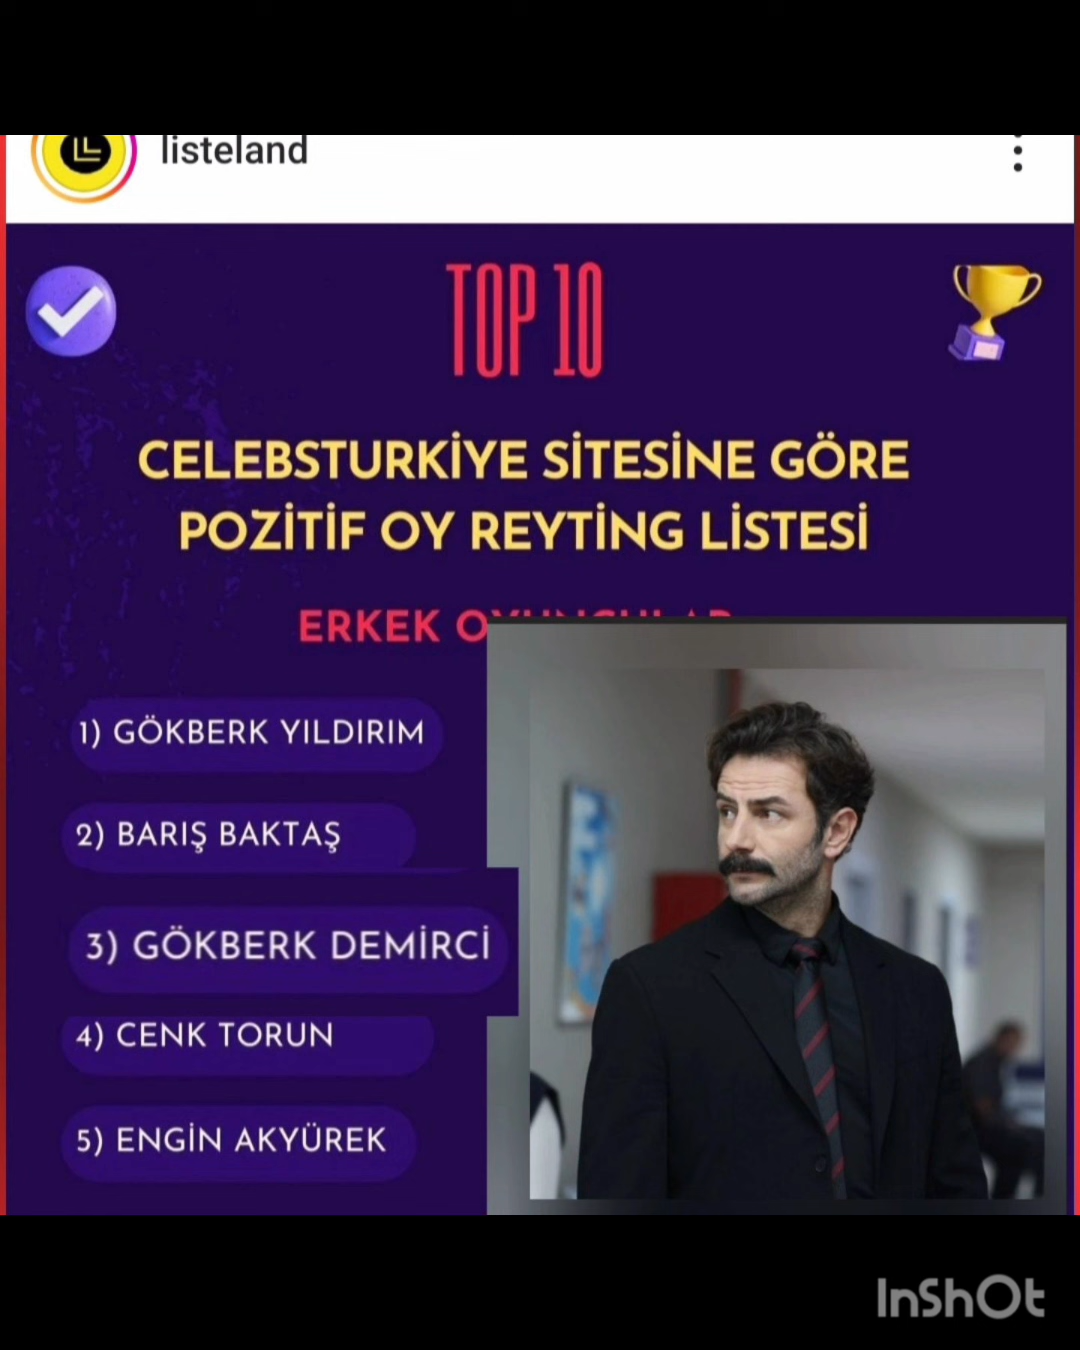 listeland
TOP 10
CELEBSTURKİYE SİTESİNE GÖRE
POZİTİF OY REYTİNG LİSTESİ
ERKEK
1) GÖKBERK YILDIRIM
2) BARIŞ BAKTAŞ
3) GÖKBERK DEMİRCİ
4) CENK TORUN
5) ENGİN AKYÜREK
InShOt